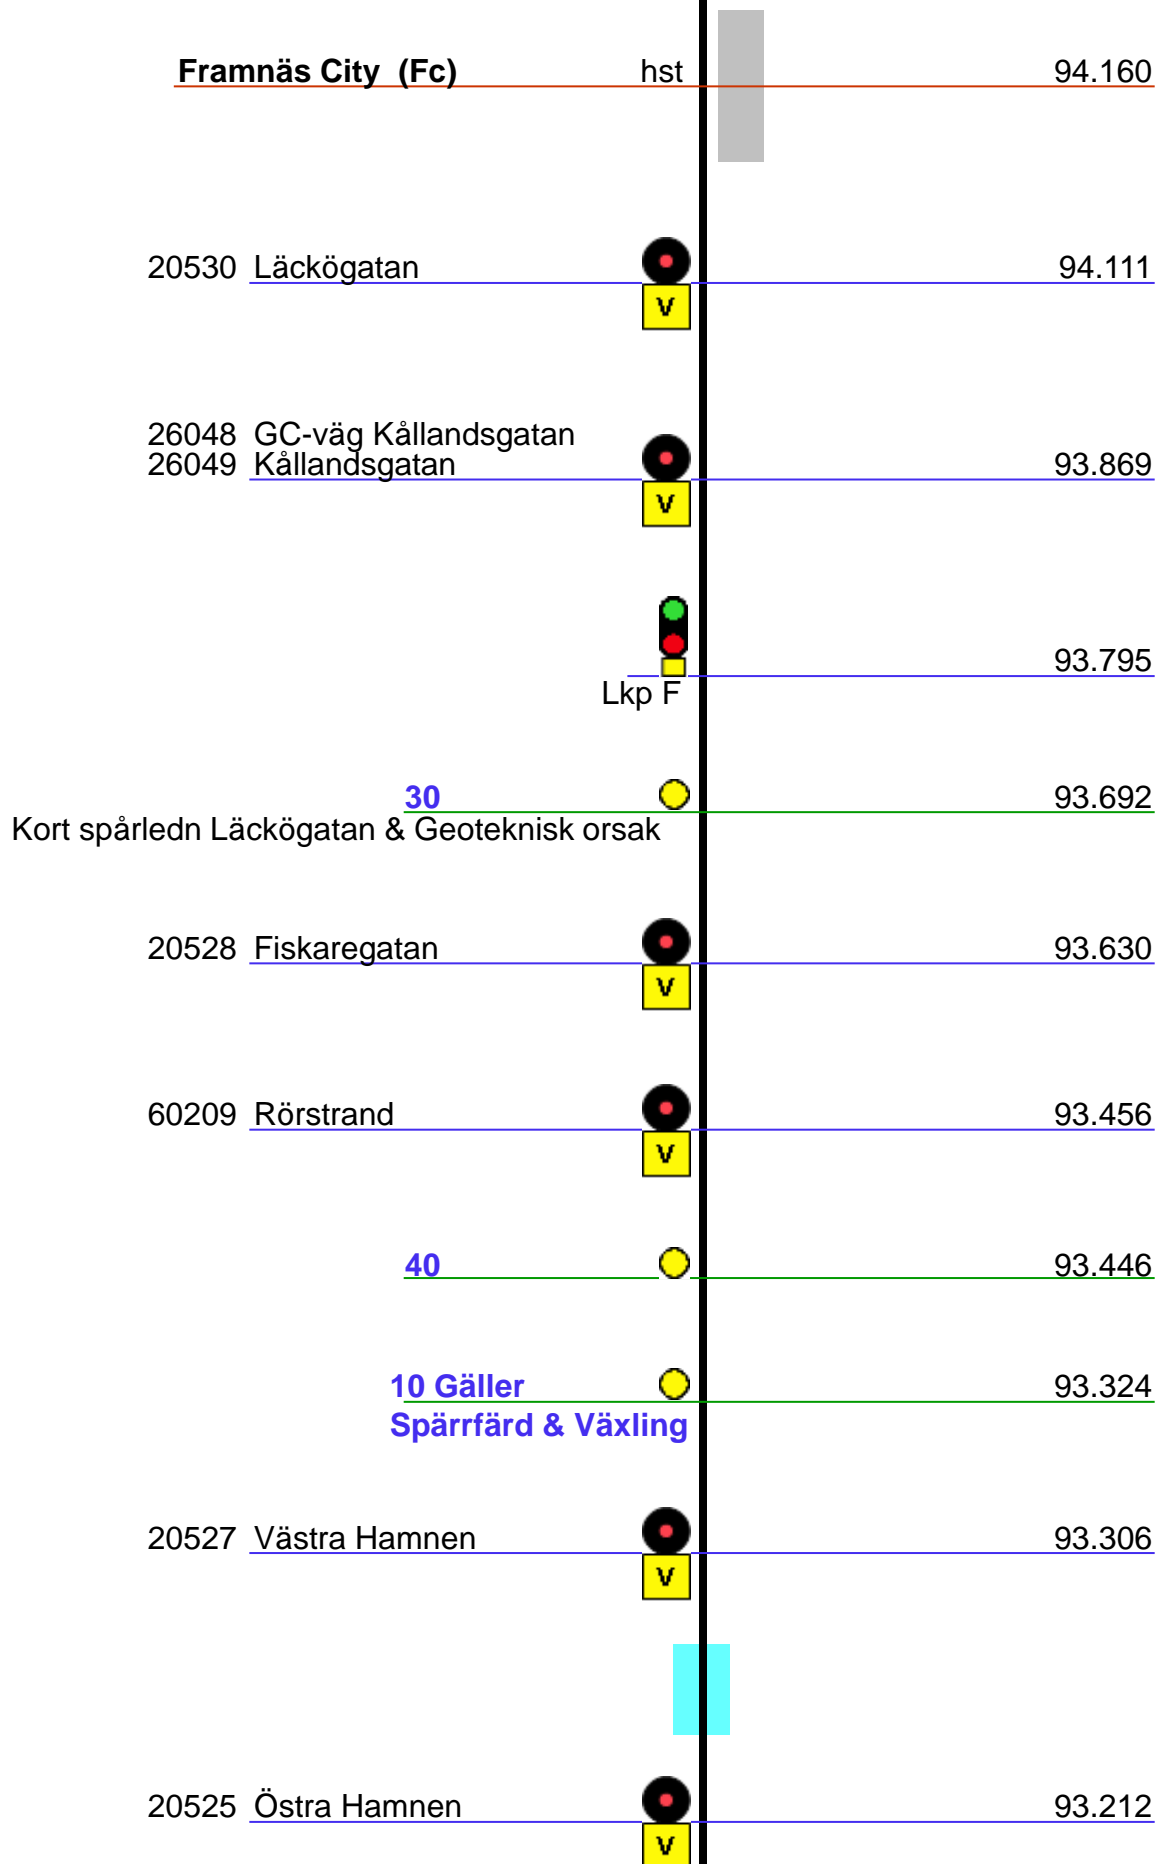 Framnäs City (Fc) hst 94.160
20530 Läckögatan 94.111
V
26048 GC-väg Kållandsgatan
26049 Kållandsgatan 93.869
V
93.795
Lkp F
30 93.692
Kort spårledn Läckögatan & Geoteknisk orsak
20528 Fiskaregatan 93.630
V
60209 Rörstrand 93.456
V
40 93.446
10 Gäller 93.324
Spärrfärd & Växling
20527 Västra Hamnen 93.306
V
20525 Östra Hamnen 93.212
V